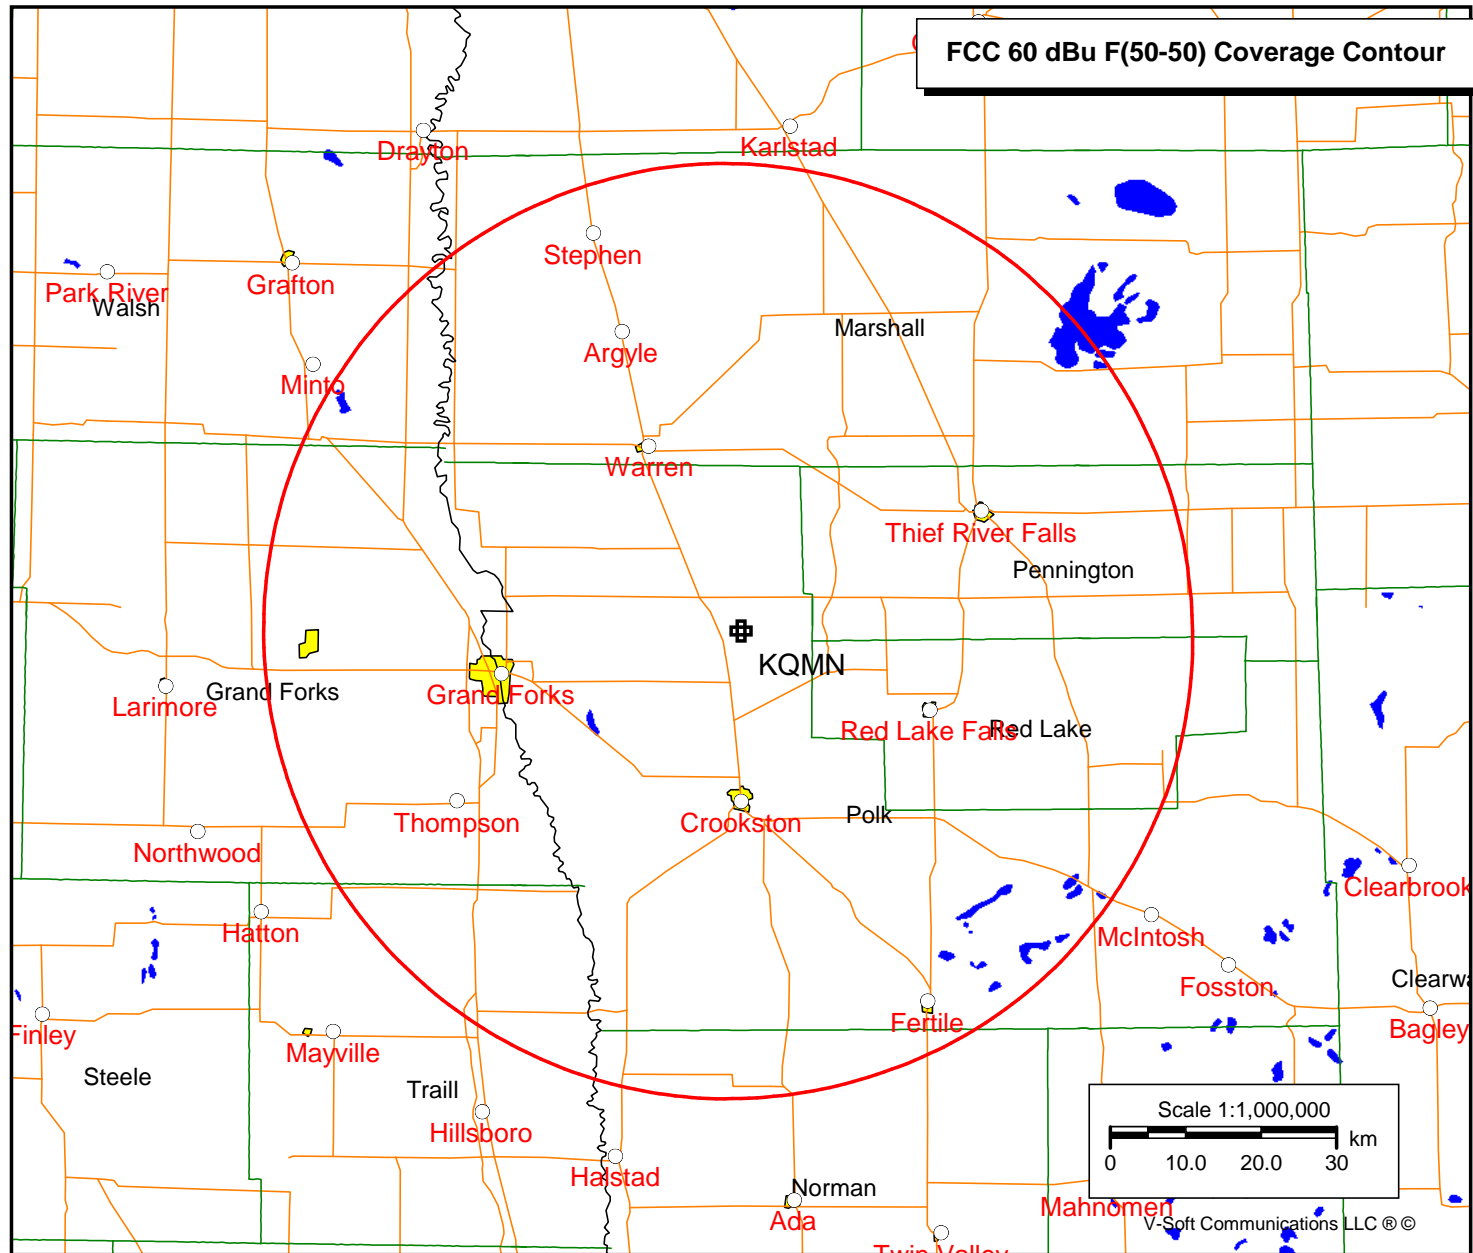 FCC 60 dBu F(50-50) Coverage Contour
Drayton
Karlstad
Stephen
Park River
Walsh
Grafton
Marshall
Argyle
Minto
Warren
Thief River Falls
Pennington
KQMN
Larimore
Grand Forks
Grand Forks
Red Lake Falls
Red Lake
Thompson
Crookston
Polk
Northwood
Clearbrook
Hatton
McIntosh
Fosston
Clearwa
Finley
Fertile
Bagley
Mayville
Steele
Traill
Hillsboro
Scale 1:1,000,000
km
0 10.0 20.0 30
Halstad
Norman
Mahnomen
Ada
V-Soft Communications LLC ® ©
Twin Valley